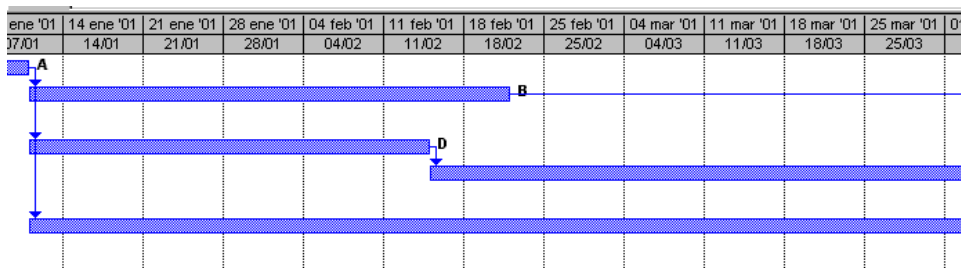 ene '01 14 ene '01 21 ene '01 28 ene '01 04 feb '01 11 feb '01 18 feb '01 25 feb '01 04 mar '01 11 mar '01 18 mar '01 25 mar '01 01
07/01 14/01 21/01 28/01 04/02 11/02 18/02 25/02 04/03 11/03 18/03 25/03
A
B
D